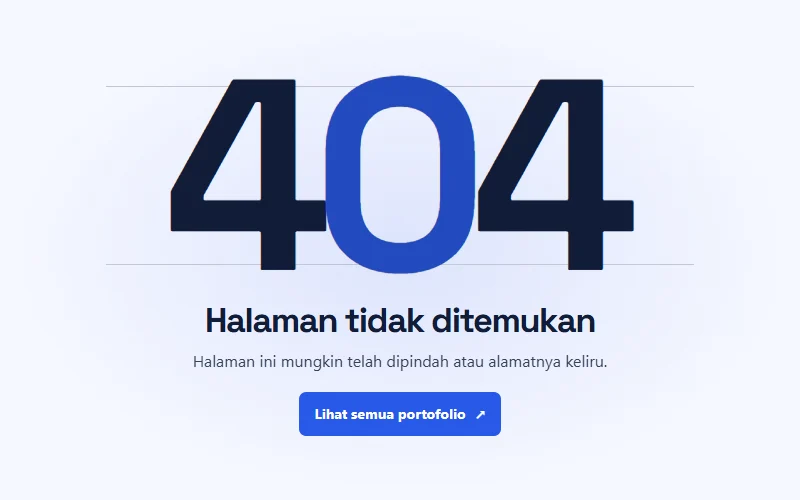 404
Halaman tidak ditemukan
Halaman ini mungkin telah dipindah atau alamatnya keliru.
Lihat semua portofolio ↗